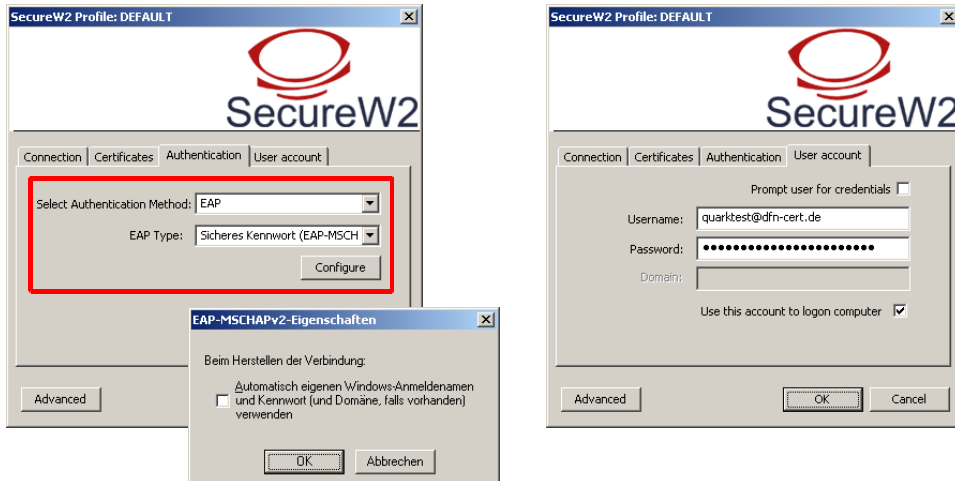 SecureW2 Profile: DEFAULT
SecureW2
Connection
Certificates
Authentication
User account
Select Authentication Method: EAP
EAP Type: Sicheres Kennwort (EAP-MSCH
Configure
Advanced
EAP-MSCHAPv2-Eigenschaften
Beim Herstellen der Verbindung:
Automatisch eigenen Windows-Anmeldenamen
und Kennwort (und Domäne, falls vorhanden)
verwenden
OK
Abbrechen
SecureW2 Profile: DEFAULT
SecureW2
Connection
Certificates
Authentication
User account
Prompt user for credentials
Username: quarktest@dfn-cert.de
Password: ●●●●●●●●●●●●●●●●●●●●●●●
Domain:
Use this account to logon computer
Advanced
OK
Cancel